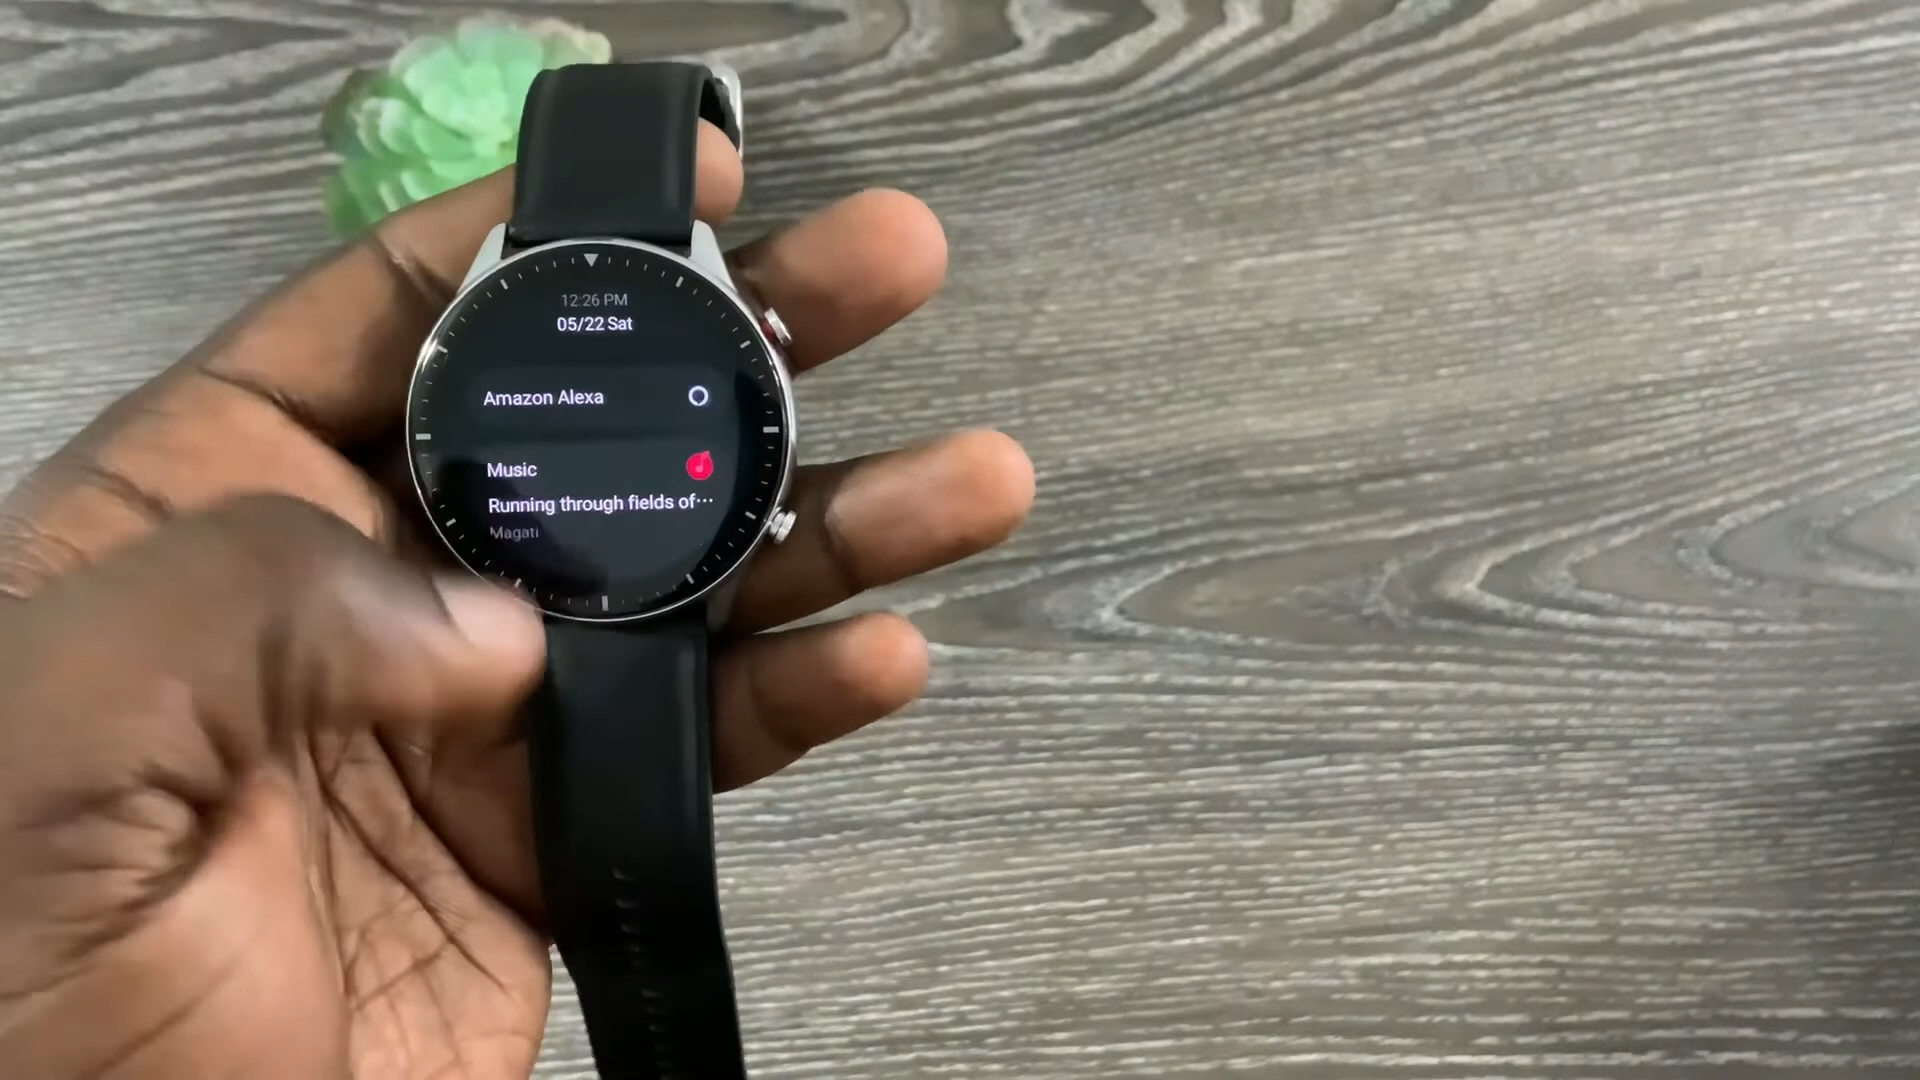 12:26 PM
05/22 Sat
Amazon Alexa
Music
Running through fields of···
Magati